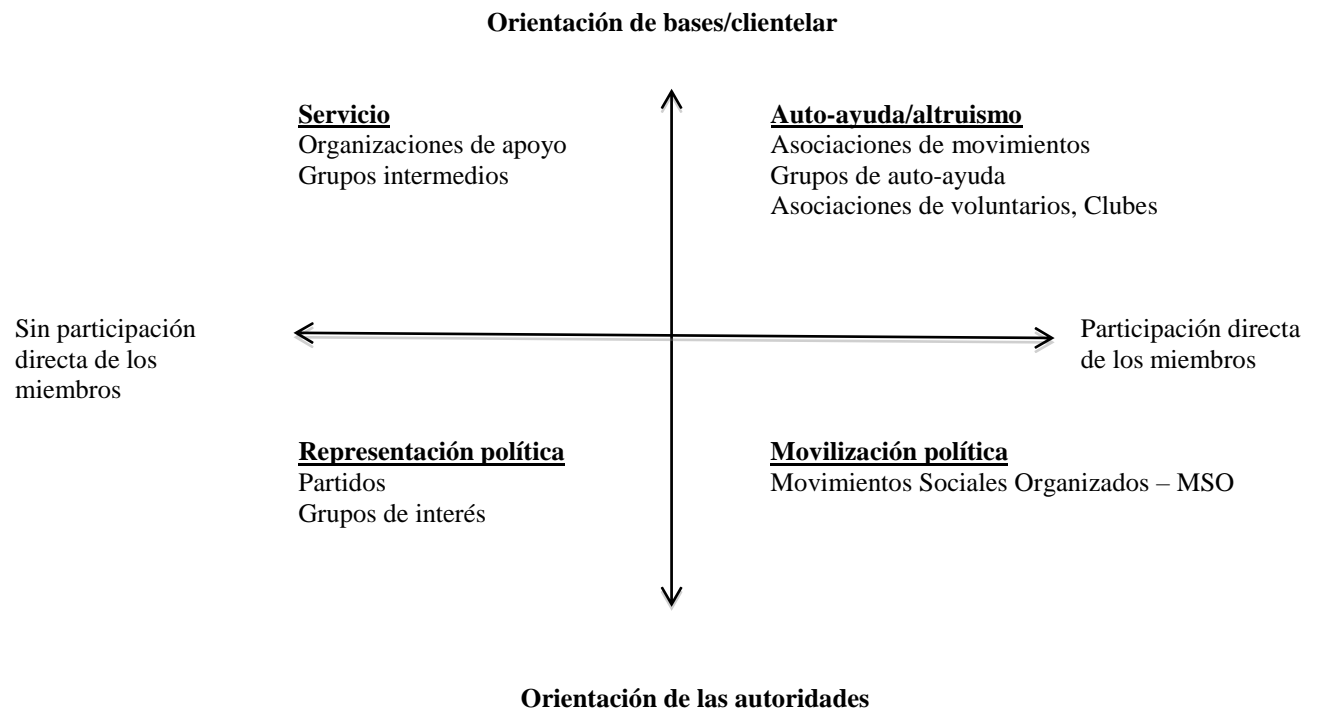 Orientación de bases/clientelar
Servicio
Organizaciones de apoyo
Grupos intermedios
Auto-ayuda/altruismo
Asociaciones de movimientos
Grupos de auto-ayuda
Asociaciones de voluntarios, Clubes
Sin participación
directa de los
miembros
Participación directa
de los miembros
Representación política
Partidos
Grupos de interés
Movilización política
Movimientos Sociales Organizados – MSO
Orientación de las autoridades